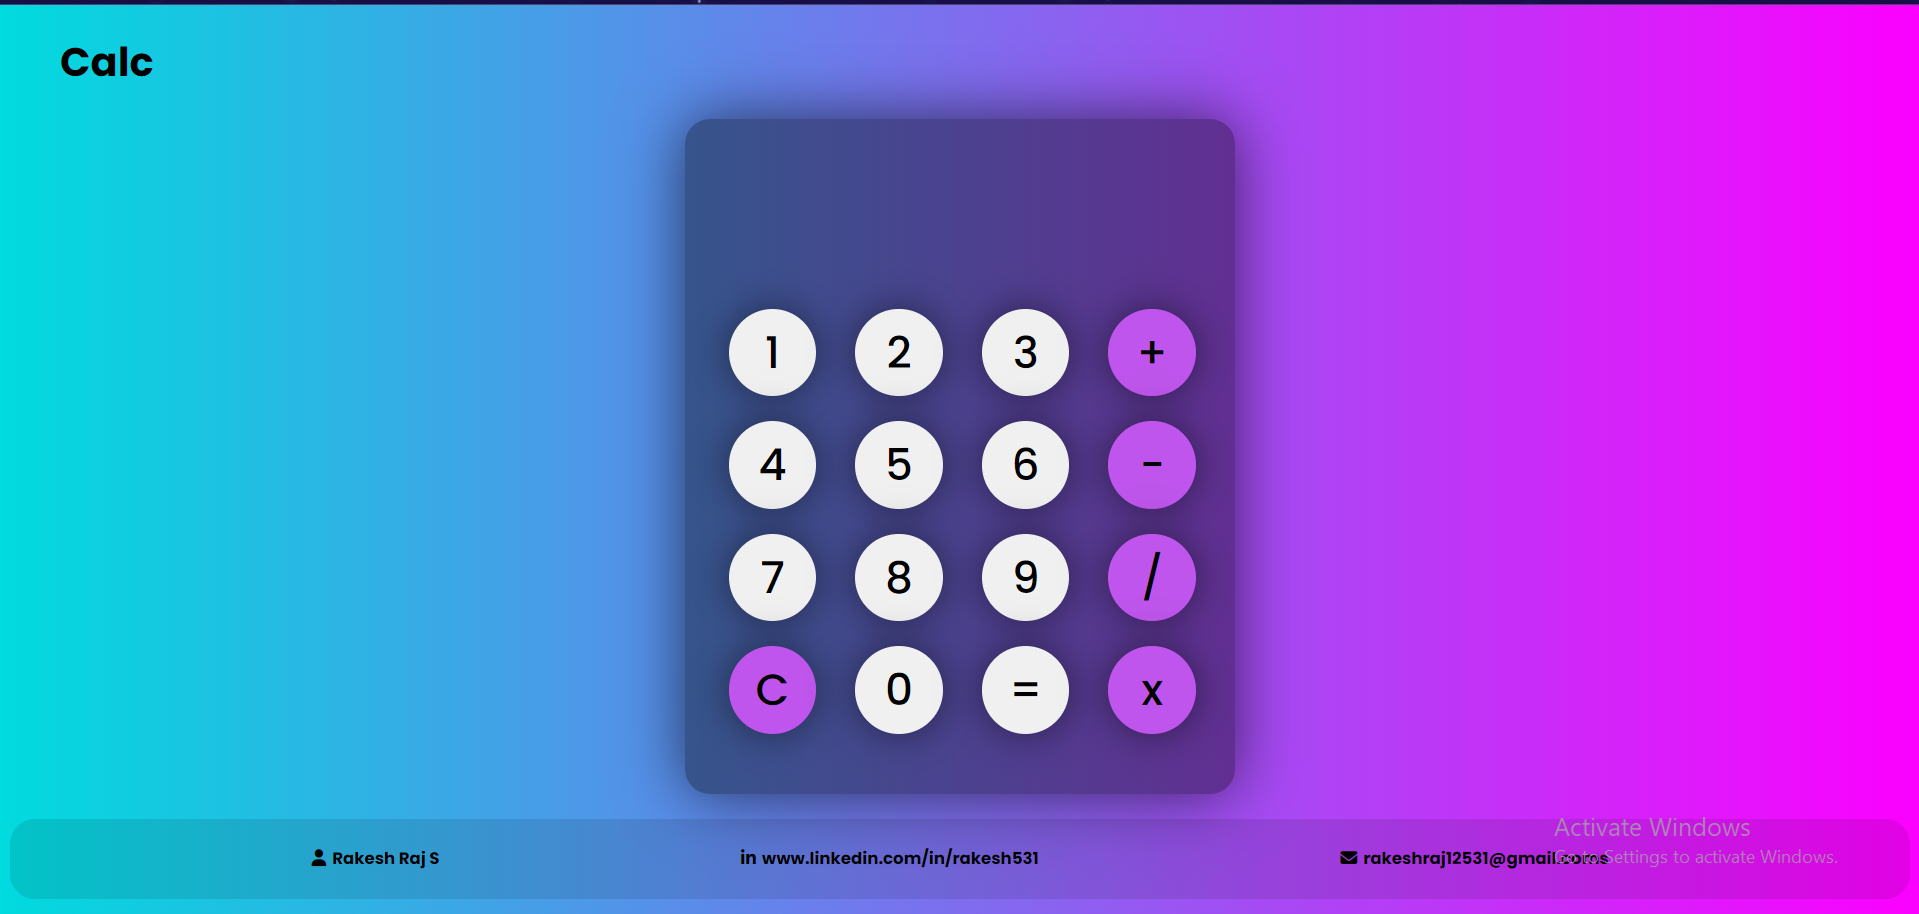 Calc
1 2 3 +
4 5 6 -
7 8 9 /
C 0 = x
Activate Windows
Rakesh Raj S
in www.linkedin.com/in/rakesh531
rakeshraj12531@gmail.com
Go to Settings to activate Windows.